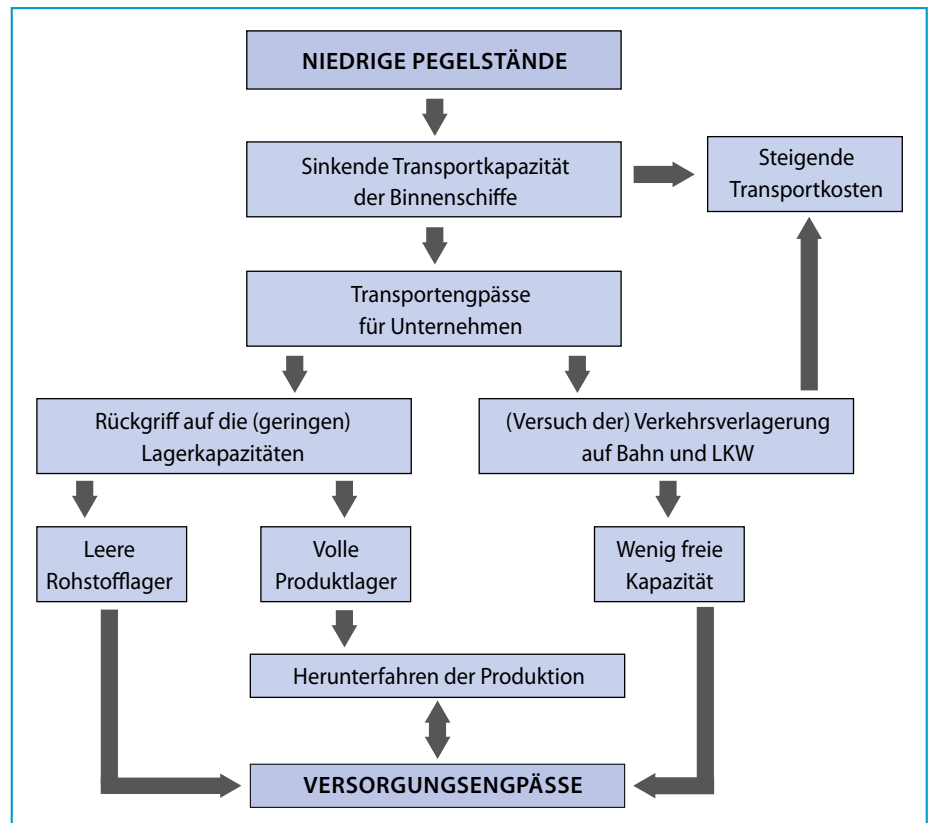 NIEDRIGE PEGELSTÄNDE
Sinkende Transportkapazität
der Binnenschiffe
Steigende
Transportkosten
Transportengpässe
für Unternehmen
Rückgriff auf die (geringen)
Lagerkapazitäten
(Versuch der) Verkehrsverlagerung
auf Bahn und LKW
Leere
Rohstofflager
Volle
Produktlager
Wenig freie
Kapazität
Herunterfahren der Produktion
VERSORGUNGSENGPÄSSE